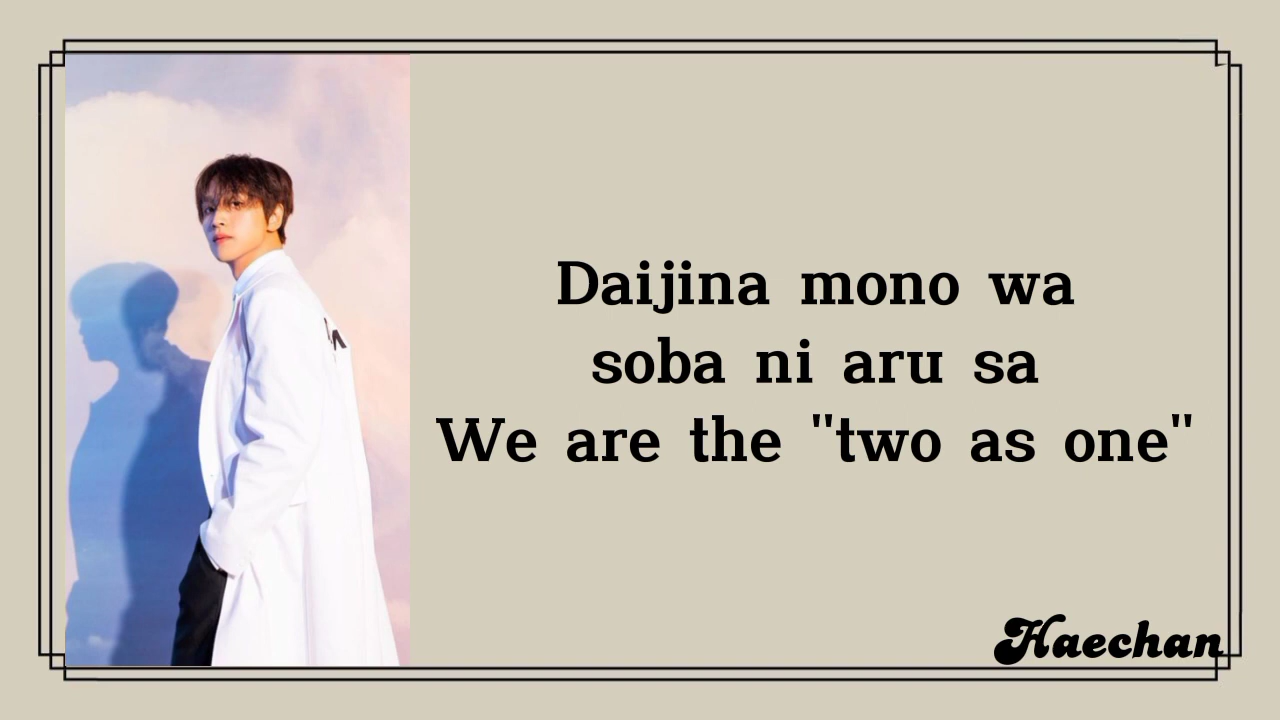 Daijina mono wa
soba ni aru sa
We are the "two as one"
Haechan